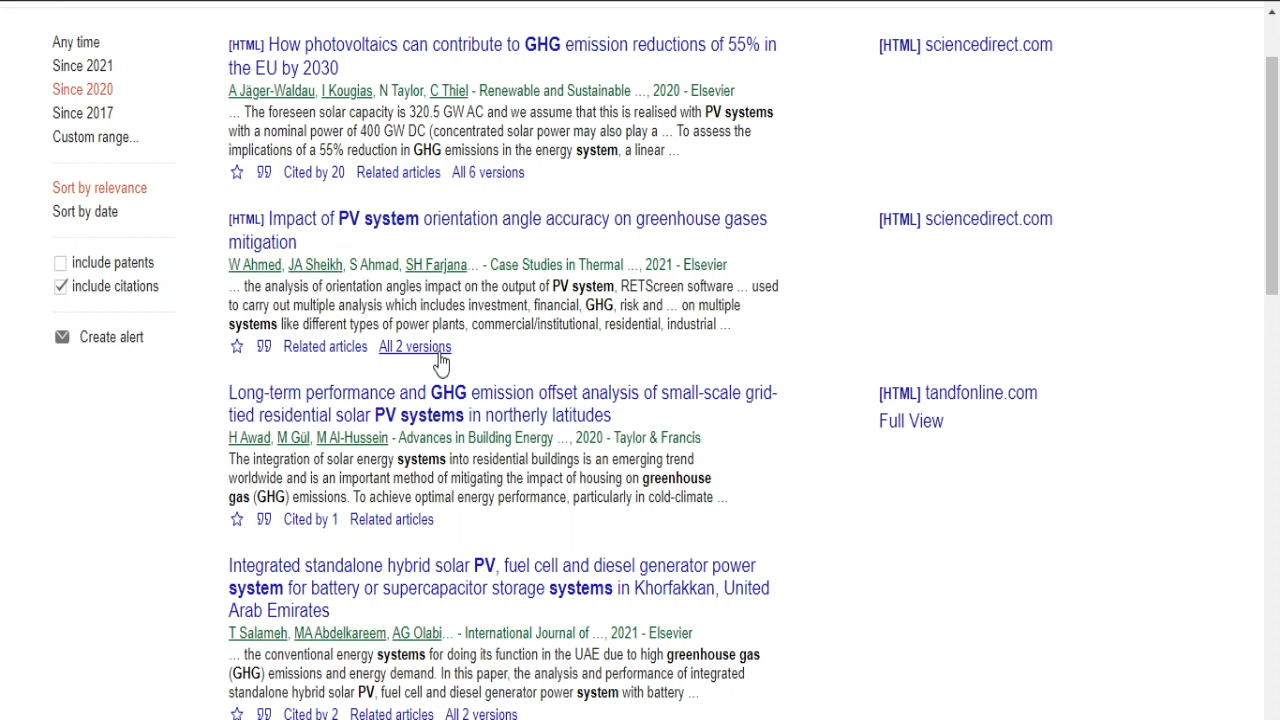 Any time
Since 2021
Since 2020
Since 2017
Custom range...
Sort by relevance
Sort by date
include patents
include citations
Create alert
[HTML] How photovoltaics can contribute to GHG emission reductions of 55% in
the EU by 2030
A Jäger-Waldau, I Kougias, N Taylor, C Thiel - Renewable and Sustainable ..., 2020 - Elsevier
... The foreseen solar capacity is 320.5 GW AC and we assume that this is realised with PV systems
with a nominal power of 400 GW DC (concentrated solar power may also play a ... To assess the
implications of a 55% reduction in GHG emissions in the energy system, a linear ...
Cited by 20 Related articles All 6 versions
[HTML] sciencedirect.com
[HTML] Impact of PV system orientation angle accuracy on greenhouse gases
mitigation
W Ahmed, JA Sheikh, S Ahmad, SH Farjana... - Case Studies in Thermal ..., 2021 - Elsevier
... the analysis of orientation angles impact on the output of PV system, RETScreen software ... used
to carry out multiple analysis which includes investment, financial, GHG, risk and ... on multiple
systems like different types of power plants, commercial/institutional, residential, industrial ...
Related articles All 2 versions
[HTML] sciencedirect.com
Long-term performance and GHG emission offset analysis of small-scale grid-
tied residential solar PV systems in northerly latitudes
H Awad, M Gül, M Al-Hussein - Advances in Building Energy ..., 2020 - Taylor & Francis
The integration of solar energy systems into residential buildings is an emerging trend
worldwide and is an important method of mitigating the impact of housing on greenhouse
gas (GHG) emissions. To achieve optimal energy performance, particularly in cold-climate ...
Cited by 1 Related articles
[HTML] tandfonline.com
Full View
Integrated standalone hybrid solar PV, fuel cell and diesel generator power
system for battery or supercapacitor storage systems in Khorfakkan, United
Arab Emirates
T Salameh, MA Abdelkareem, AG Olabi... - International Journal of ..., 2021 - Elsevier
... the conventional energy systems for doing its function in the UAE due to high greenhouse gas
(GHG) emissions and energy demand. In this paper, the analysis and performance of integrated
standalone hybrid solar PV, fuel cell and diesel generator power system with battery ...
Cited by 2 Related articles All 2 versions